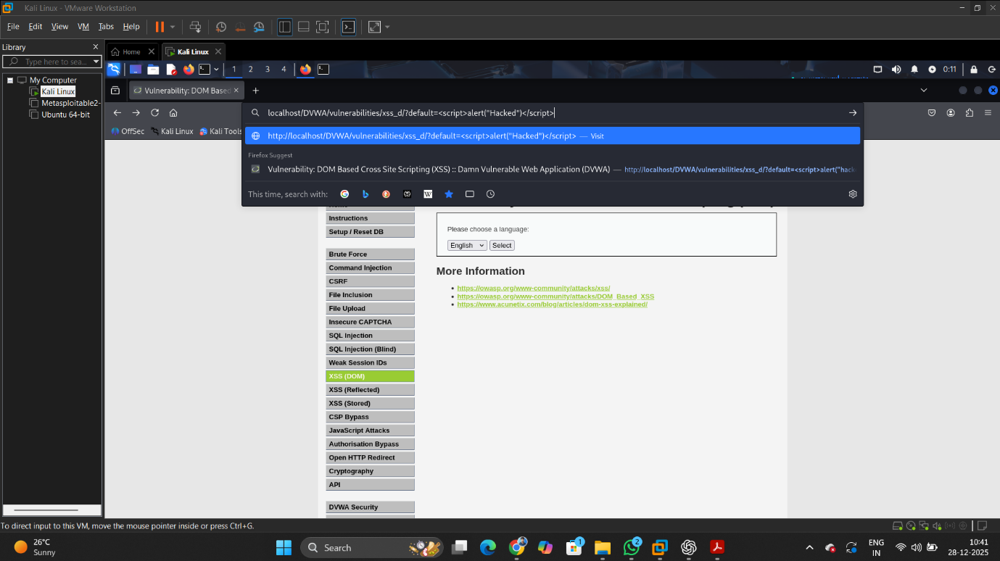 Kali Linux - VMware Workstation
File Edit View VM Tabs Help
Library
Type here to sea...
My Computer
Kali Linux
Metasploitable2-
Ubuntu 64-bit
Home
Kali Linux
1 2 3 4
0:11
Vulnerability: DOM Based
localhost/DVWA/vulnerabilities/xss_d/?default=<script>alert("Hacked")</script>
OffSec Kali Linux Kali Tools
http://localhost/DVWA/vulnerabilities/xss_d/?default=<script>alert("Hacked")</script> — Visit
Firefox Suggest
Vulnerability: DOM Based Cross Site Scripting (XSS) :: Damn Vulnerable Web Application (DVWA) — http://localhost/DVWA/vulnerabilities/xss_d/?default=<script>alert("hack
This time, search with:
Instructions
Setup / Reset DB
Brute Force
Command Injection
CSRF
File Inclusion
File Upload
Insecure CAPTCHA
SQL Injection
SQL Injection (Blind)
Weak Session IDs
XSS (DOM)
XSS (Reflected)
XSS (Stored)
CSP Bypass
JavaScript Attacks
Authorisation Bypass
Open HTTP Redirect
Cryptography
API
DVWA Security
Please choose a language:
English Select
More Information
https://owasp.org/www-community/attacks/xss/
https://owasp.org/www-community/attacks/DOM_Based_XSS
https://www.acunetix.com/blog/articles/dom-xss-explained/
To direct input to this VM, move the mouse pointer inside or press Ctrl+G.
26°C
Sunny
Search
1
2
ENG
IN
10:41
28-12-2025